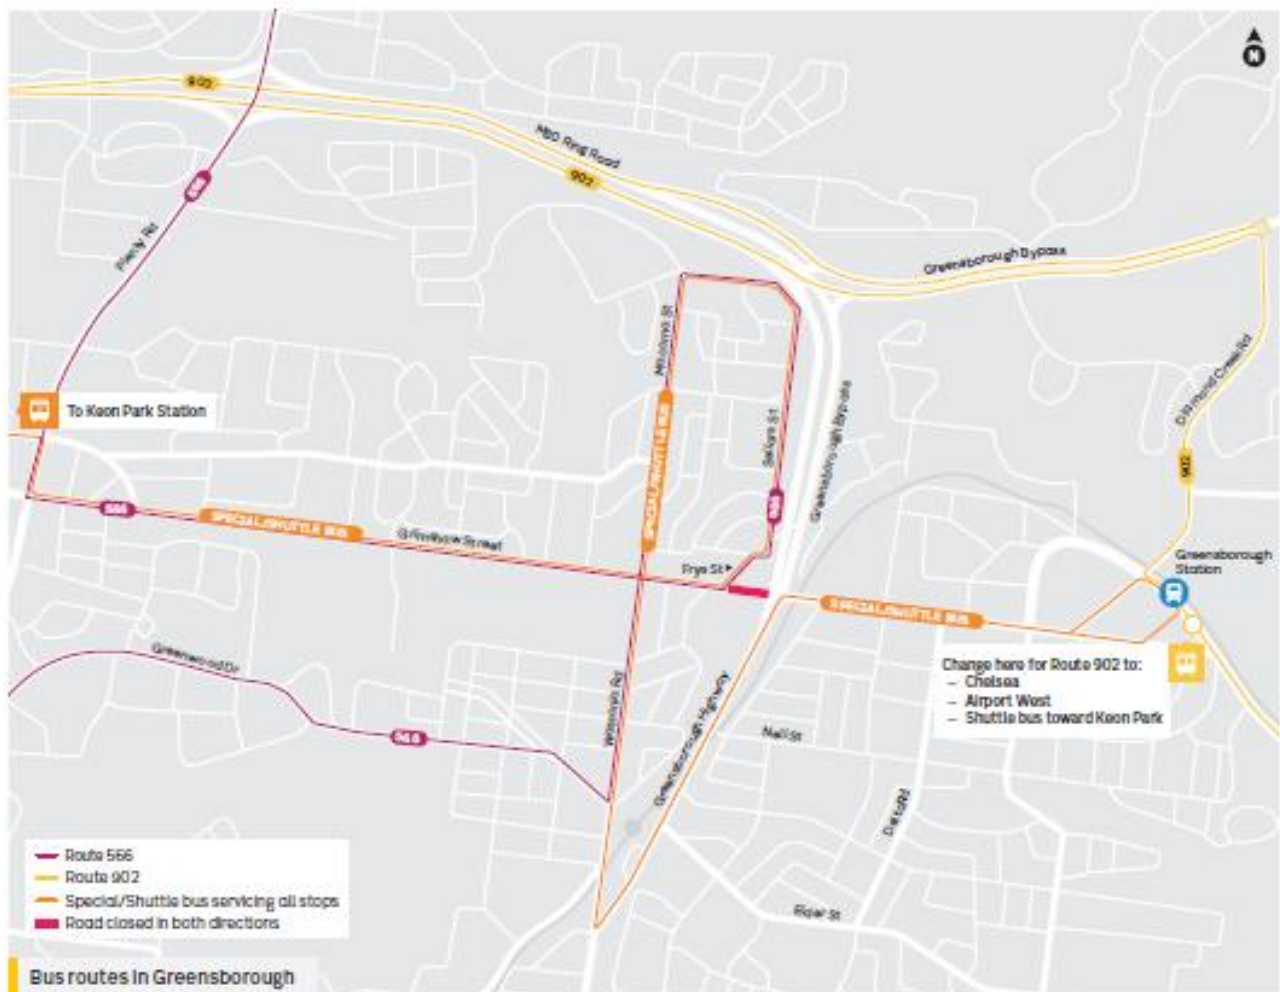 N
902
M80 Ring Road
902
566
Plenty Rd
Greensborough Bypass
To Keon Park Station
SPECIAL/SHUTTLE BUS
Greensborough Bypass
566
Diamond Creek Rd
902
566
SPECIAL/SHUTTLE BUS
Grimshaw Street
Frye St
Greensborough
Station
SPECIAL/SHUTTLE BUS
Greenwood Dr
566
Watsonia Rd
Greensborough Highway
Nell St
Change here for Route 902 to:
– Chelsea
– Airport West
– Shuttle bus toward Keon Park
Elder St
Route 566
Route 902
Special/Shuttle bus servicing all stops
Road closed in both directions
Bus routes in Greensborough